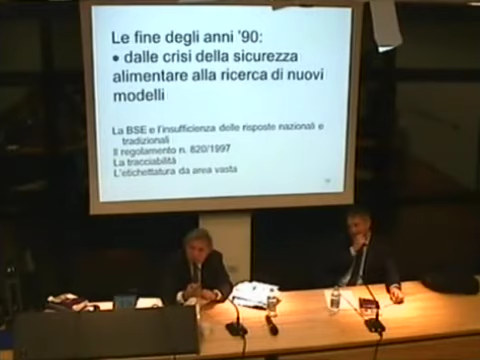 Le fine degli anni '90:
• dalle crisi della sicurezza
alimentare alla ricerca di nuovi
modelli
La BSE e l'insufficienza delle risposte nazionali e
tradizionali
Il regolamento n. 820/1997
La tracciabilità
L'etichettatura da area vasta